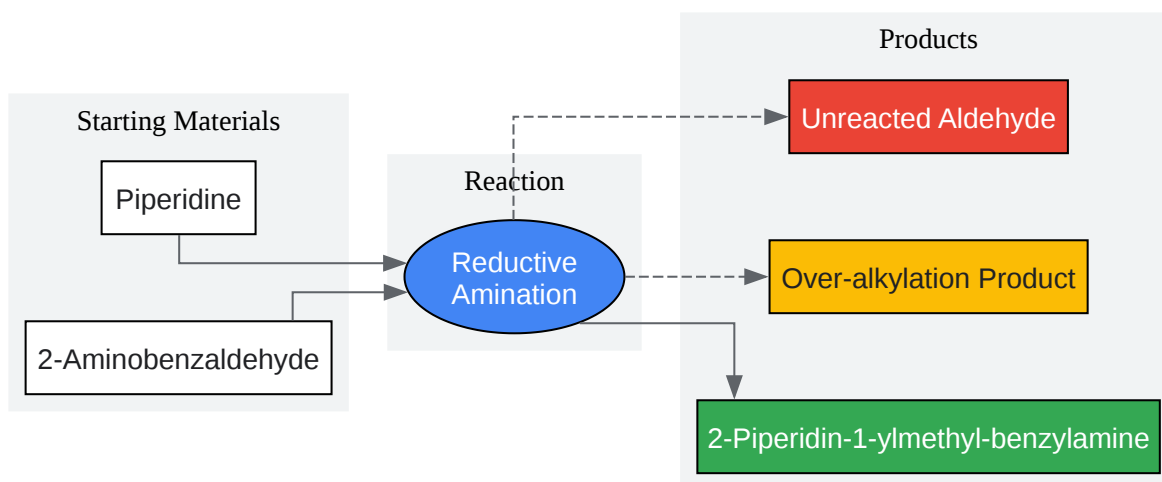 Starting Materials
Piperidine
2-Aminobenzaldehyde
Reaction
Reductive
Amination
Products
Unreacted Aldehyde
Over-alkylation Product
2-Piperidin-1-ylmethyl-benzylamine